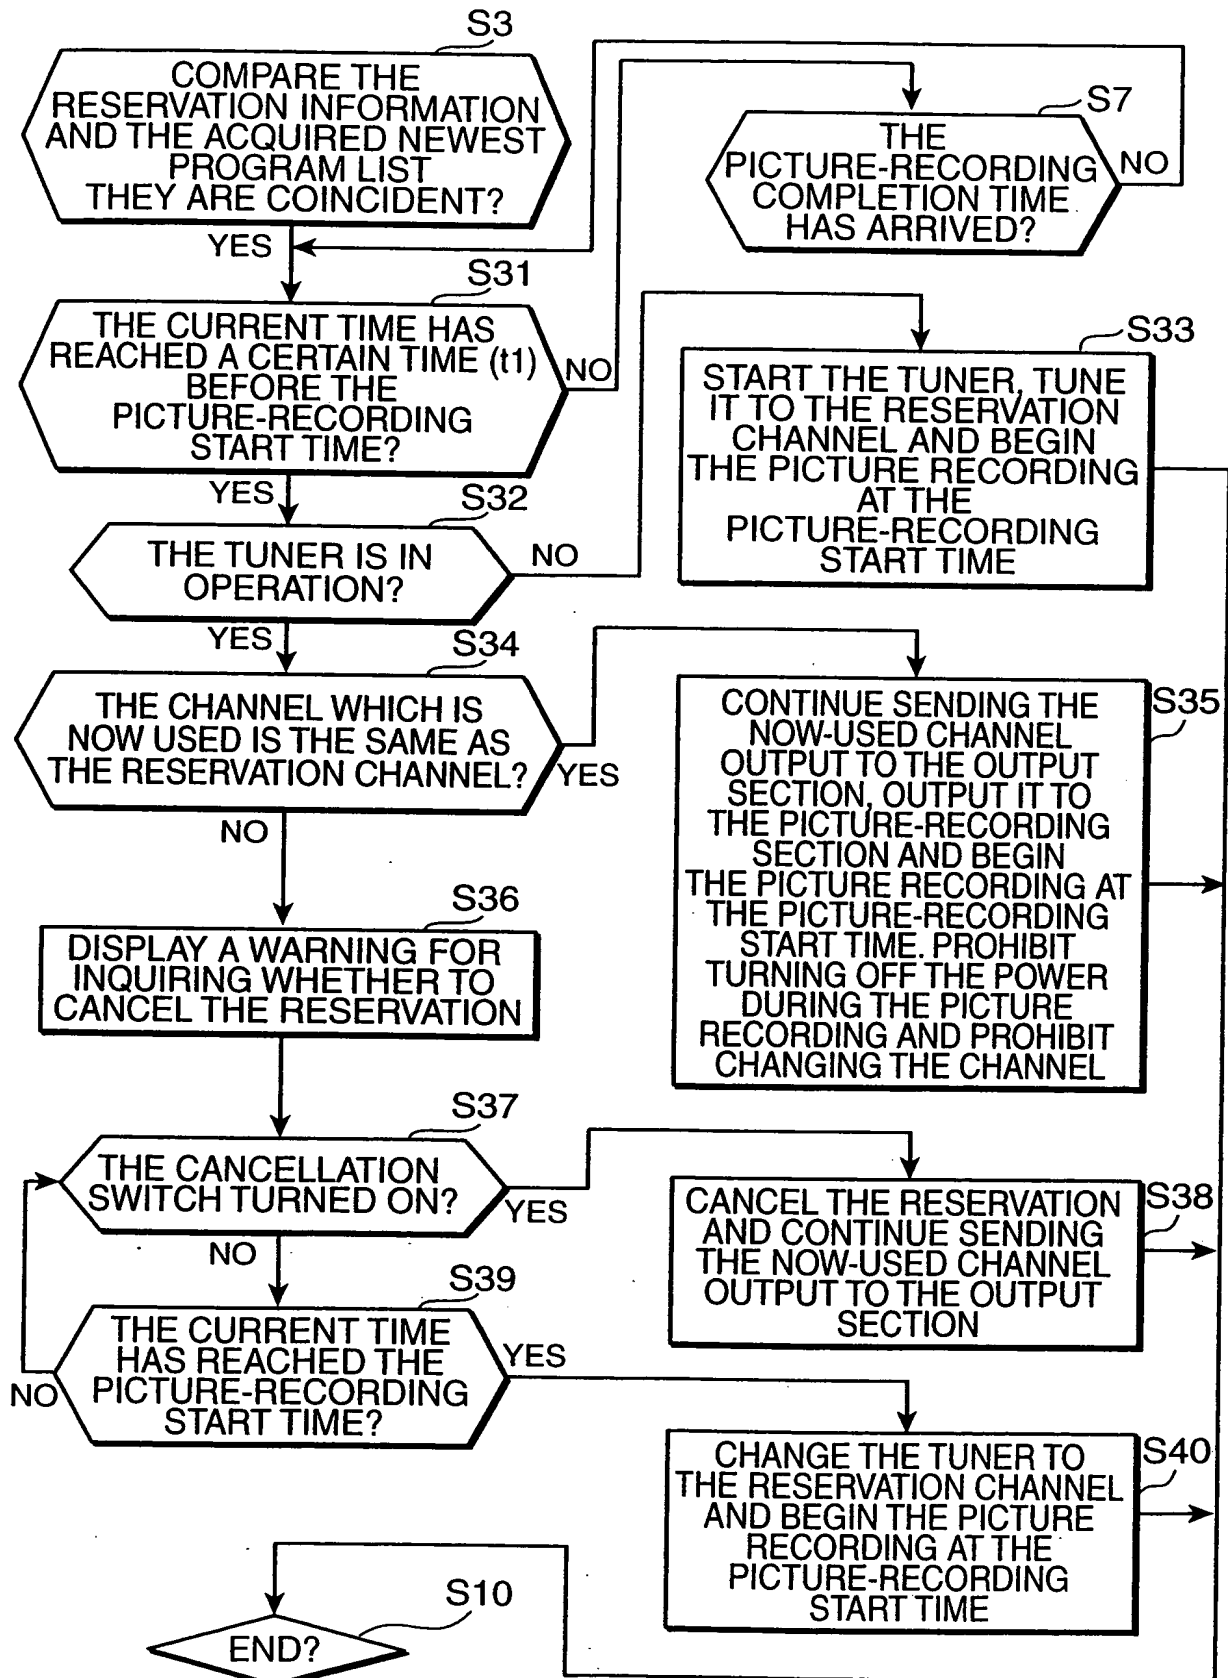 S3
COMPARE THE
RESERVATION INFORMATION
AND THE ACQUIRED NEWEST
PROGRAM LIST
THEY ARE COINCIDENT?
YES
S7
THE
PICTURE-RECORDING
COMPLETION TIME
HAS ARRIVED?
NO
S31
THE CURRENT TIME HAS
REACHED A CERTAIN TIME (t1)
BEFORE THE
PICTURE-RECORDING
START TIME?
NO
YES
S32
THE TUNER IS IN
OPERATION?
NO
YES
S33
START THE TUNER, TUNE
IT TO THE RESERVATION
CHANNEL AND BEGIN
THE PICTURE RECORDING
AT THE
PICTURE-RECORDING
START TIME
S34
THE CHANNEL WHICH IS
NOW USED IS THE SAME AS
THE RESERVATION CHANNEL?
YES
NO
S35
CONTINUE SENDING THE
NOW-USED CHANNEL
OUTPUT TO THE OUTPUT
SECTION, OUTPUT IT TO
THE PICTURE-RECORDING
SECTION AND BEGIN
THE PICTURE RECORDING AT
THE PICTURE-RECORDING
START TIME. PROHIBIT
TURNING OFF THE POWER
DURING THE PICTURE
RECORDING AND PROHIBIT
CHANGING THE CHANNEL
S36
DISPLAY A WARNING FOR
INQUIRING WHETHER TO
CANCEL THE RESERVATION
S37
THE CANCELLATION
SWITCH TURNED ON?
YES
NO
S38
CANCEL THE RESERVATION
AND CONTINUE SENDING
THE NOW-USED CHANNEL
OUTPUT TO THE OUTPUT
SECTION
S39
THE CURRENT TIME
HAS REACHED THE
PICTURE-RECORDING
START TIME?
YES
NO
S40
CHANGE THE TUNER TO
THE RESERVATION CHANNEL
AND BEGIN THE PICTURE
RECORDING AT THE
PICTURE-RECORDING
START TIME
S10
END?